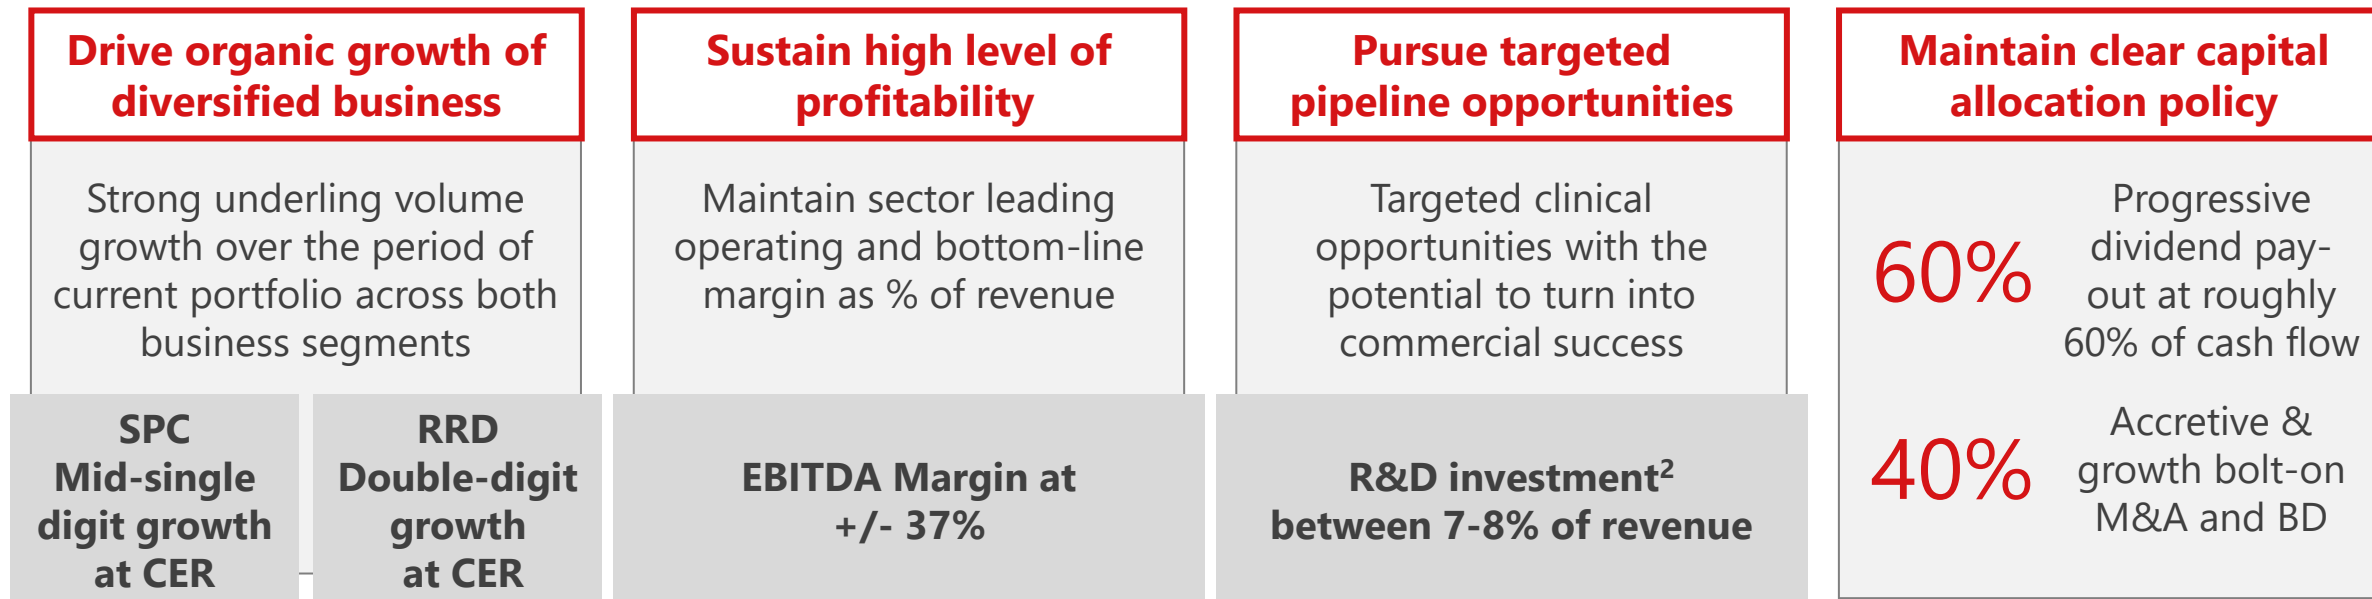 Drive organic growth of
diversified business
Strong underling volume
growth over the period of
current portfolio across both
business segments
SPC
Mid-single
digit growth
at CER
RRD
Double-digit
growth
at CER
Sustain high level of
profitability
Maintain sector leading
operating and bottom-line
margin as % of revenue
EBITDA Margin at
+/- 37%
Pursue targeted
pipeline opportunities
Targeted clinical
opportunities with the
potential to turn into
commercial success
R&D investment²
between 7-8% of revenue
Maintain clear capital
allocation policy
60%
Progressive
dividend pay-
out at roughly
60% of cash flow
40%
Accretive &
growth bolt-on
M&A and BD